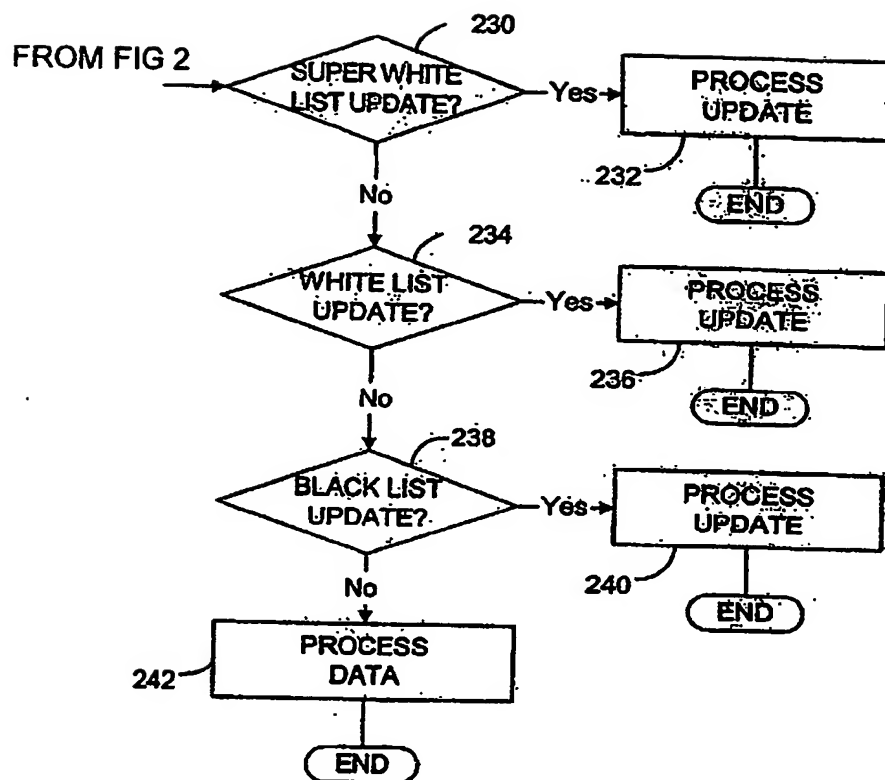 FROM FIG 2
230
SUPER WHITE
LIST UPDATE?
Yes
PROCESS
UPDATE
232
END
No
234
WHITE LIST
UPDATE?
Yes
PROCESS
UPDATE
236
END
No
238
BLACK LIST
UPDATE?
Yes
PROCESS
UPDATE
240
END
No
PROCESS
DATA
242
END